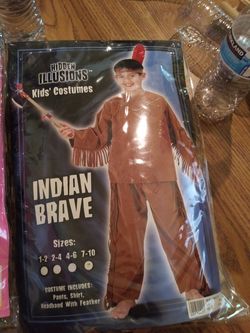 HIDDEN
ILLUSIONS
Kids' Costumes
INDIAN
BRAVE
Sizes:
1-2 2-4 4-6 7-10
COSTUME INCLUDES:
Pants, Shirt,
Headband With Feather